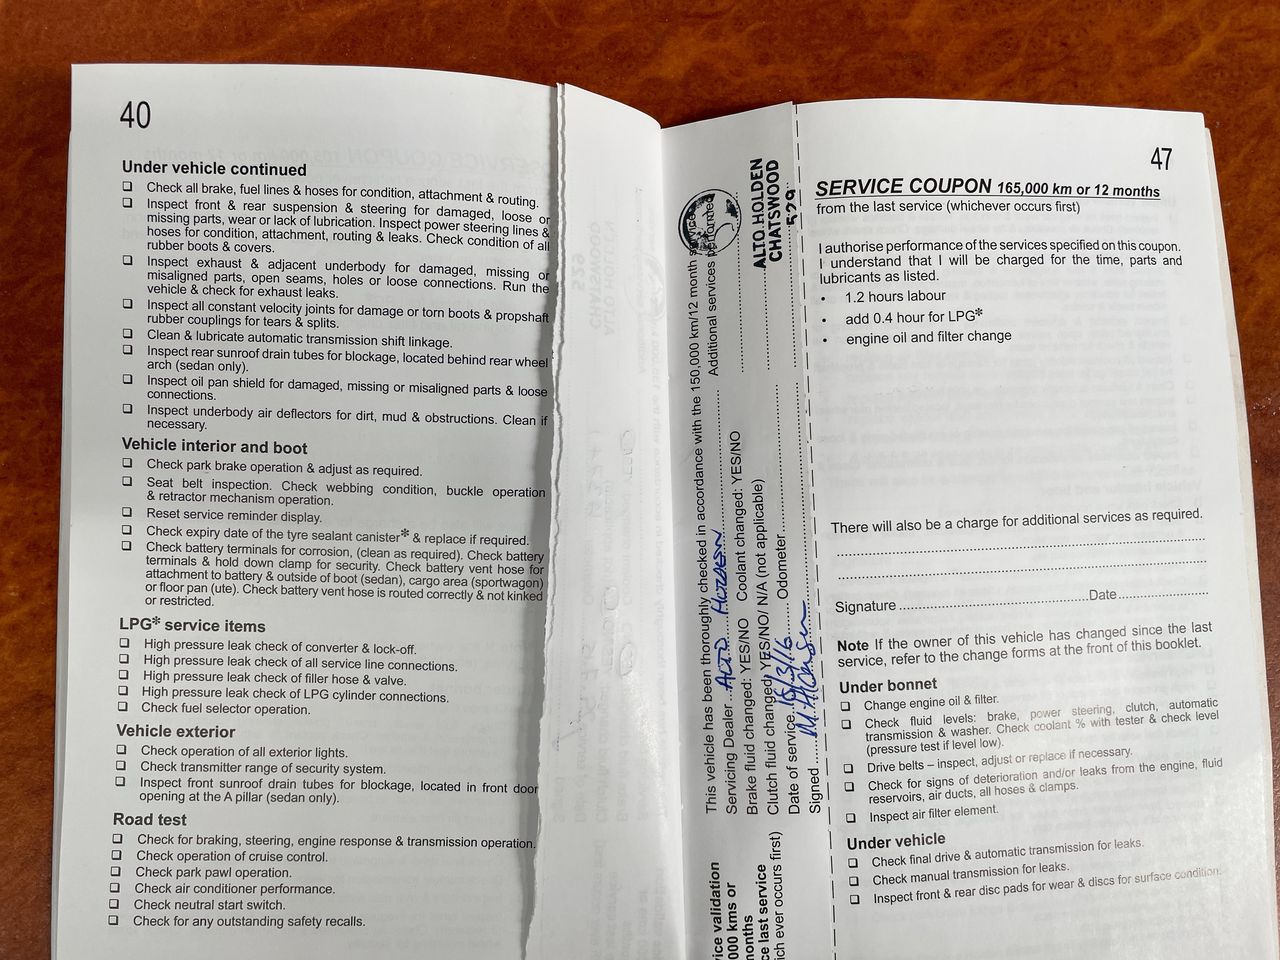 40
Under vehicle continued
❑ Check all brake, fuel lines & hoses for condition, attachment & routing.
❑ Inspect front & rear suspension & steering for damaged, loose or
missing parts, wear or lack of lubrication. Inspect power steering lines &
hoses for condition, attachment, routing & leaks. Check condition of all
rubber boots & covers.
❑ Inspect exhaust & adjacent underbody for damaged, missing or
misaligned parts, open seams, holes or loose connections. Run the
vehicle & check for exhaust leaks.
❑ Inspect all constant velocity joints for damage or torn boots & propshaft
rubber couplings for tears & splits.
❑ Clean & lubricate automatic transmission shift linkage.
❑ Inspect rear sunroof drain tubes for blockage, located behind rear wheel
arch (sedan only).
❑ Inspect oil pan shield for damaged, missing or misaligned parts & loose
connections.
❑ Inspect underbody air deflectors for dirt, mud & obstructions. Clean if
necessary.
Vehicle interior and boot
❑ Check park brake operation & adjust as required.
❑ Seat belt inspection. Check webbing condition, buckle operation
& retractor mechanism operation.
❑ Reset service reminder display.
❑ Check expiry date of the tyre sealant canister* & replace if required.
❑ Check battery terminals for corrosion, (clean as required). Check battery
terminals & hold down clamp for security. Check battery vent hose for
attachment to battery & outside of boot (sedan), cargo area (sportwagon)
or floor pan (ute). Check battery vent hose is routed correctly & not kinked
or restricted.
LPG* service items
❑ High pressure leak check of converter & lock-off.
❑ High pressure leak check of all service line connections.
❑ High pressure leak check of filler hose & valve.
❑ High pressure leak check of LPG cylinder connections.
❑ Check fuel selector operation.
Vehicle exterior
❑ Check operation of all exterior lights.
❑ Check transmitter range of security system.
❑ Inspect front sunroof drain tubes for blockage, located in front door
opening at the A pillar (sedan only).
Road test
❑ Check for braking, steering, engine response & transmission operation.
❑ Check operation of cruise control.
❑ Check park pawl operation.
❑ Check air conditioner performance.
❑ Check neutral start switch.
❑ Check for any outstanding safety recalls.
This vehicle has been thoroughly checked in accordance with the 150,000 km/12 month service
Servicing Dealer ALTO HOLDEN Additional services performed
Brake fluid changed: YES/NO Coolant changed: YES/NO
Clutch fluid changed YES/NO/ N/A (not applicable)
Date of service 15/3/16 Odometer
Signed
ALTO HOLDEN
CHATSWOOD
529
vice validation
000 kms or
months
ce last service
ich ever occurs first)
47
SERVICE COUPON 165,000 km or 12 months
from the last service (whichever occurs first)
I authorise performance of the services specified on this coupon.
I understand that I will be charged for the time, parts and
lubricants as listed.
• 1.2 hours labour
• add 0.4 hour for LPG*
• engine oil and filter change
There will also be a charge for additional services as required.
Signature Date
Note If the owner of this vehicle has changed since the last
service, refer to the change forms at the front of this booklet.
Under bonnet
❑ Change engine oil & filter.
❑ Check fluid levels: brake, power steering, clutch, automatic
transmission & washer. Check coolant % with tester & check level
(pressure test if level low).
❑ Drive belts – inspect, adjust or replace if necessary.
❑ Check for signs of deterioration and/or leaks from the engine, fluid
reservoirs, air ducts, all hoses & clamps.
❑ Inspect air filter element.
Under vehicle
❑ Check final drive & automatic transmission for leaks.
❑ Check manual transmission for leaks.
❑ Inspect front & rear disc pads for wear & discs for surface condition.